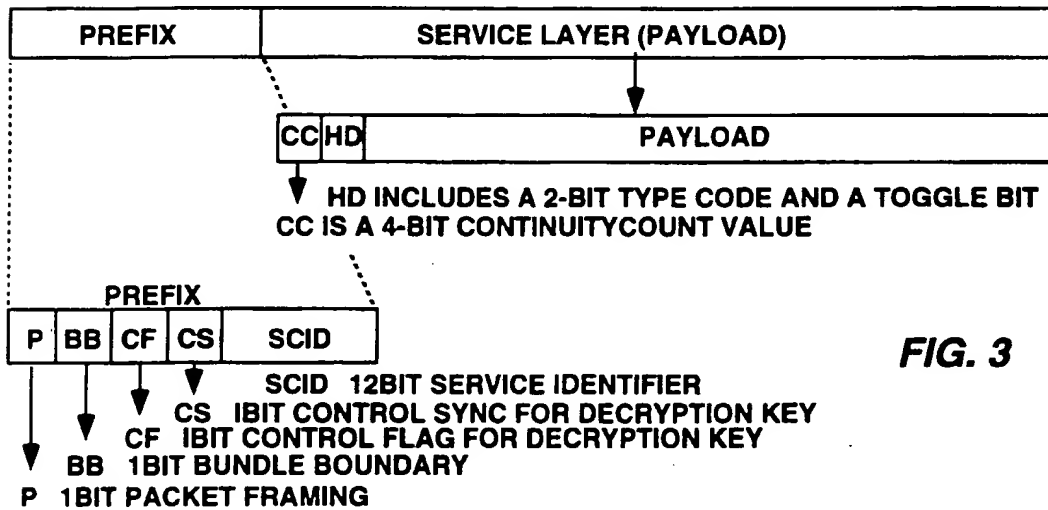 PREFIX SERVICE LAYER (PAYLOAD)
CC HD PAYLOAD
HD INCLUDES A 2-BIT TYPE CODE AND A TOGGLE BIT
CC IS A 4-BIT CONTINUITYCOUNT VALUE
PREFIX
P BB CF CS SCID
FIG. 3
SCID 12BIT SERVICE IDENTIFIER
CS IBIT CONTROL SYNC FOR DECRYPTION KEY
CF IBIT CONTROL FLAG FOR DECRYPTION KEY
BB 1BIT BUNDLE BOUNDARY
P 1BIT PACKET FRAMING